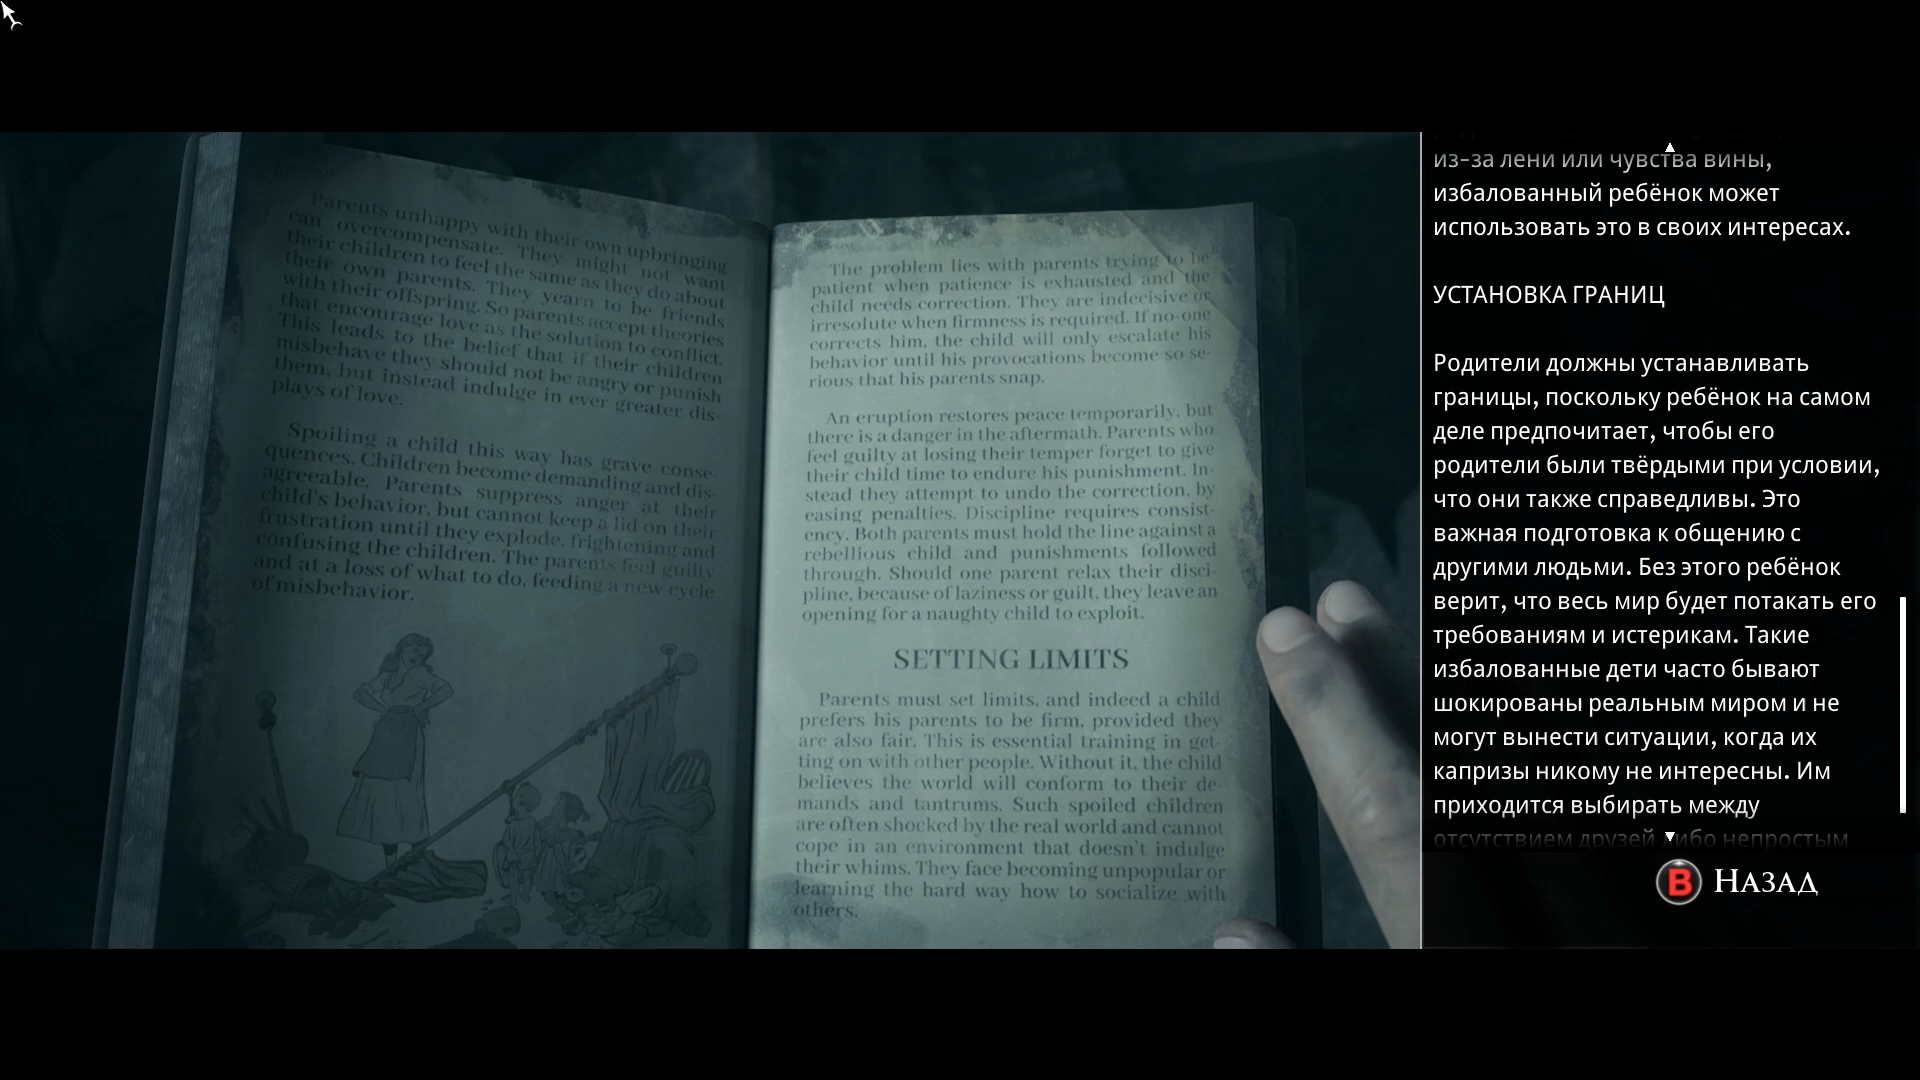 Parents unhappy with their own upbringing
can overcompensate. They might not want
their children to feel the same as they do about
their own parents. They yearn to be friends
with their offspring. So parents accept theories
that encourage love as the solution to conflict.
This leads to the belief that if their children
misbehave they should not be angry or punish
them, but instead indulge in ever greater dis-
plays of love.
Spoiling a child this way has grave conse-
quences. Children become demanding and dis-
agreeable. Parents suppress anger at their
child's behavior, but cannot keep a lid on their
frustration until they explode, frightening and
confusing the children. The parents feel guilty
and at a loss of what to do, feeding a new cycle
of misbehavior.
The problem lies with parents trying to be
patient when patience is exhausted and the
child needs correction. They are indecisive or
irresolute when firmness is required. If no-one
corrects him, the child will only escalate his
behavior until his provocations become so se-
rious that his parents snap.
An eruption restores peace temporarily, but
there is a danger in the aftermath. Parents who
feel guilty at losing their temper forget to give
their child time to endure his punishment. In-
stead they attempt to undo the correction, by
easing penalties. Discipline requires consist-
ency. Both parents must hold the line against a
rebellious child and punishments followed
through. Should one parent relax their disci-
pline, because of laziness or guilt, they leave an
opening for a naughty child to exploit.
SETTING LIMITS
Parents must set limits, and indeed a child
prefers his parents to be firm, provided they
are also fair. This is essential training in get-
ting on with other people. Without it, the child
believes the world will conform to their de-
mands and tantrums. Such spoiled children
are often shocked by the real world and cannot
cope in an environment that doesn't indulge
their whims. They face becoming unpopular or
learning the hard way how to socialize with
others.
из-за лени или чувства вины,
избалованный ребёнок может
использовать это в своих интересах.
УСТАНОВКА ГРАНИЦ
Родители должны устанавливать
границы, поскольку ребёнок на самом
деле предпочитает, чтобы его
родители были твёрдыми при условии,
что они также справедливы. Это
важная подготовка к общению с
другими людьми. Без этого ребёнок
верит, что весь мир будет потакать его
требованиям и истерикам. Такие
избалованные дети часто бывают
шокированы реальным миром и не
могут вынести ситуации, когда их
капризы никому не интересны. Им
приходится выбирать между
отсутствием друзей либо непростым
B НАЗАД